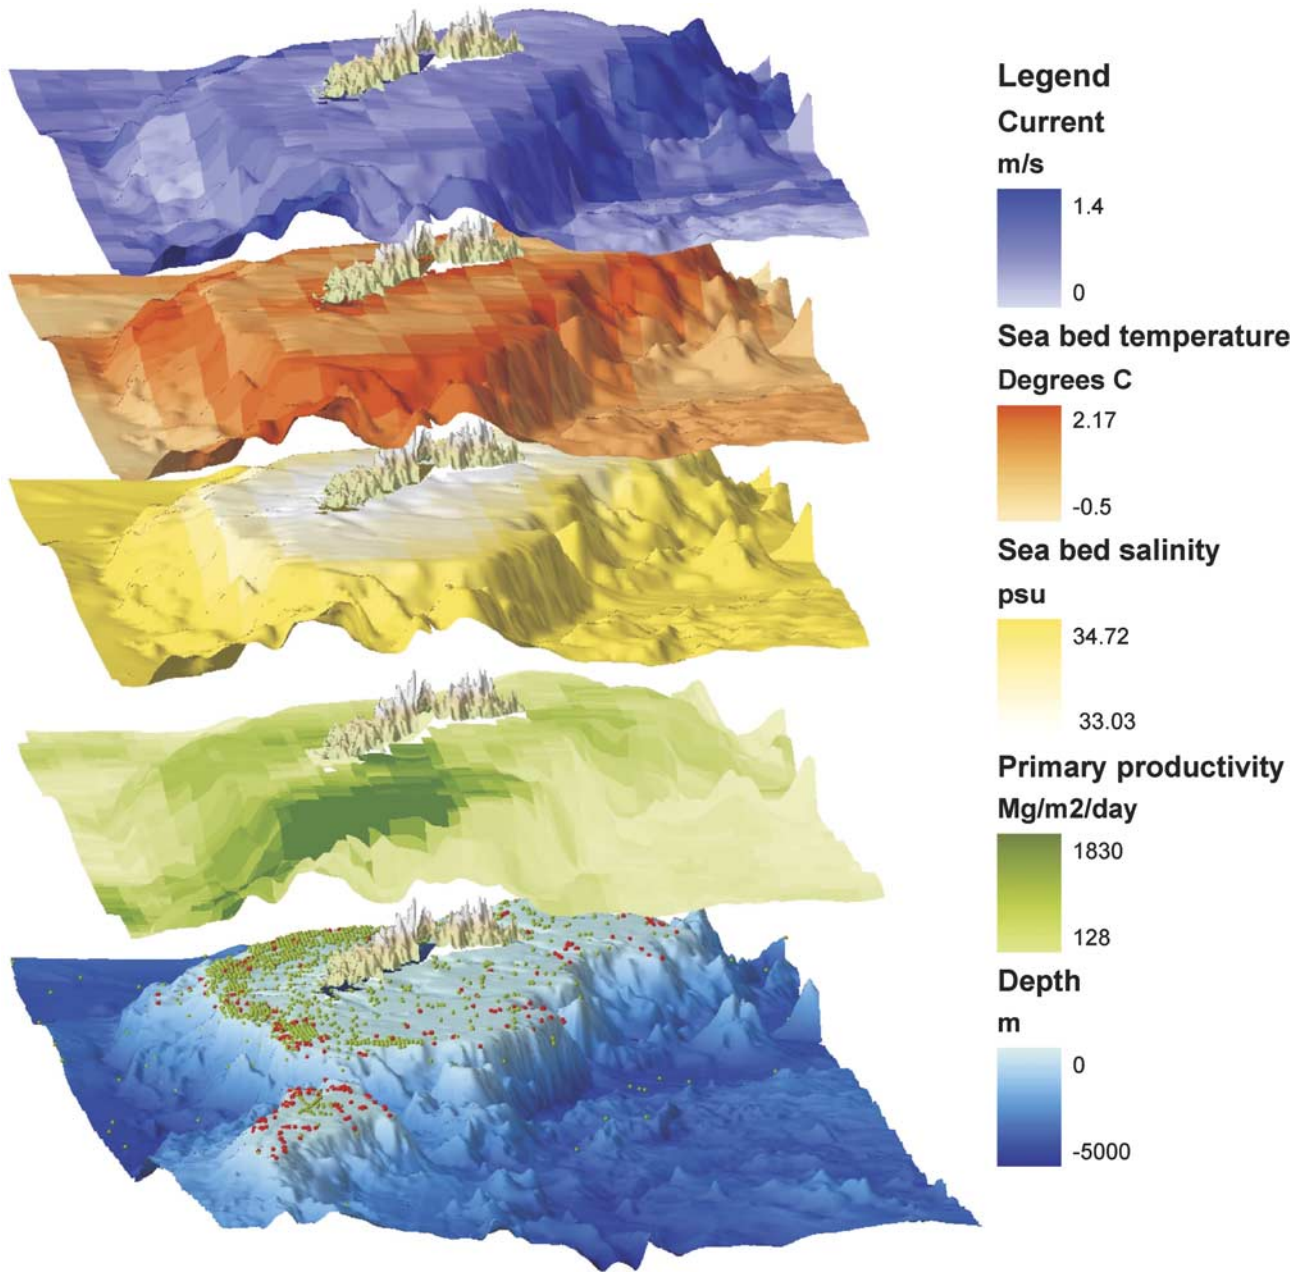 Legend
Current
m/s
1.4
0
Sea bed temperature
Degrees C
2.17
-0.5
Sea bed salinity
psu
34.72
33.03
Primary productivity
Mg/m2/day
1830
128
Depth
m
0
-5000